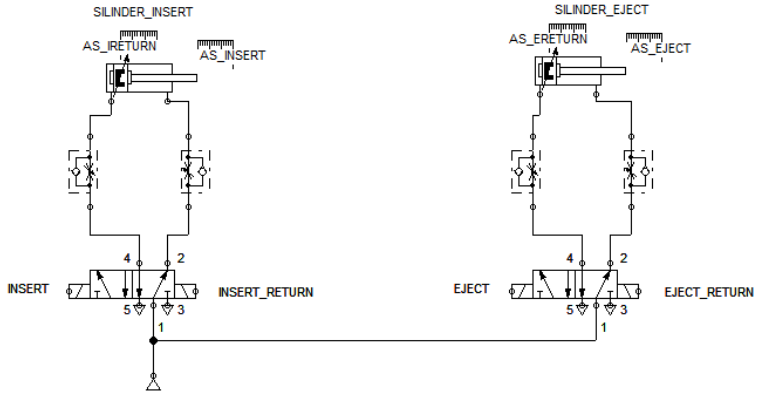 SILINDER_INSERT
AS_IRETURN
AS_INSERT
SILINDER_EJECT
AS_ERETURN
AS_EJECT
4 2
INSERT
INSERT_RETURN
5 3
1
4 2
EJECT
EJECT_RETURN
5 3
1